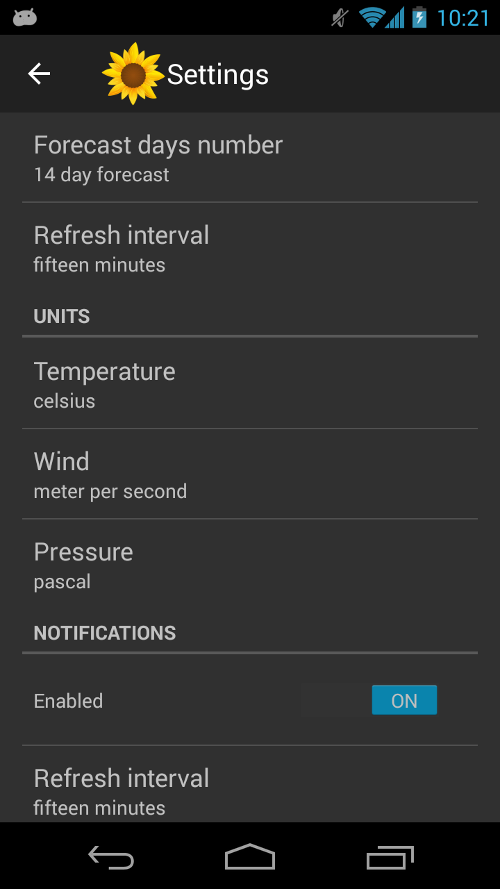 10:21
Settings
Forecast days number
14 day forecast
Refresh interval
fifteen minutes
UNITS
Temperature
celsius
Wind
meter per second
Pressure
pascal
NOTIFICATIONS
Enabled
ON
Refresh interval
fifteen minutes